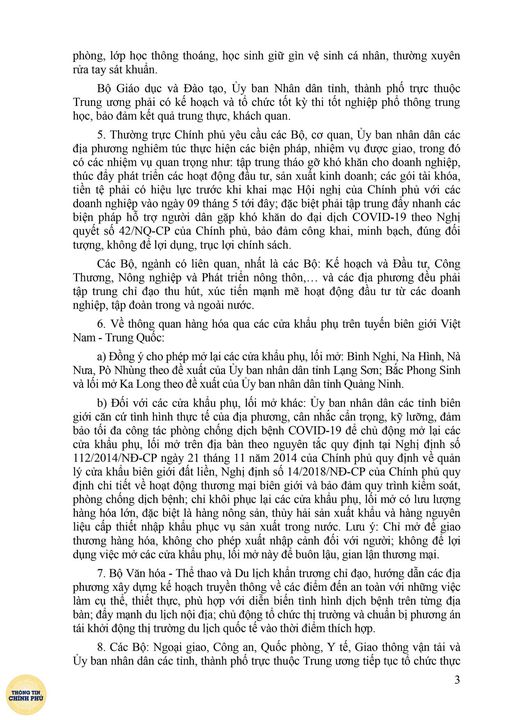 phòng, lớp học thông thoáng, học sinh giữ gìn vệ sinh cá nhân, thường xuyên
rửa tay sát khuẩn.
Bộ Giáo dục và Đào tạo, Ủy ban Nhân dân tỉnh, thành phố trực thuộc
Trung ương phải có kế hoạch và tổ chức tốt kỳ thi tốt nghiệp phổ thông trung
học, bảo đảm kết quả trung thực, khách quan.
5. Thường trực Chính phủ yêu cầu các Bộ, cơ quan, Ủy ban nhân dân các
địa phương nghiêm túc thực hiện các biện pháp, nhiệm vụ được giao, trong đó
có các nhiệm vụ quan trọng như: tập trung tháo gỡ khó khăn cho doanh nghiệp,
thúc đẩy phát triển các hoạt động đầu tư, sản xuất kinh doanh; các gói tài khóa,
tiền tệ phải có hiệu lực trước khi khai mạc Hội nghị của Chính phủ với các
doanh nghiệp vào ngày 09 tháng 5 tới đây; đặc biệt phải tập trung đẩy nhanh các
biện pháp hỗ trợ người dân gặp khó khăn do đại dịch COVID-19 theo Nghị
quyết số 42/NQ-CP của Chính phủ, bảo đảm công khai, minh bạch, đúng đối
tượng, không để lợi dụng, trục lợi chính sách.
Các Bộ, ngành có liên quan, nhất là các Bộ: Kế hoạch và Đầu tư, Công
Thương, Nông nghiệp và Phát triển nông thôn,… và các địa phương đều phải
tập trung chỉ đạo thu hút, xúc tiến mạnh mẽ hoạt động đầu tư từ các doanh
nghiệp, tập đoàn trong và ngoài nước.
6. Về thông quan hàng hóa qua các cửa khẩu phụ trên tuyến biên giới Việt
Nam - Trung Quốc:
a) Đồng ý cho phép mở lại các cửa khẩu phụ, lối mở: Bình Nghi, Na Hình, Nà
Nưa, Pò Nhùng theo đề xuất của Ủy ban nhân dân tỉnh Lạng Sơn; Bắc Phong Sinh
và lối mở Ka Long theo đề xuất của Ủy ban nhân dân tỉnh Quảng Ninh.
b) Đối với các cửa khẩu phụ, lối mở khác: Ủy ban nhân dân các tỉnh biên
giới căn cứ tình hình thực tế của địa phương, cân nhắc cẩn trọng, kỹ lưỡng, đảm
bảo tối đa công tác phòng chống dịch bệnh COVID-19 để chủ động mở lại các
cửa khẩu phụ, lối mở trên địa bàn theo nguyên tắc quy định tại Nghị định số
112/2014/NĐ-CP ngày 21 tháng 11 năm 2014 của Chính phủ quy định về quản
lý cửa khẩu biên giới đất liền, Nghị định số 14/2018/NĐ-CP của Chính phủ quy
định chi tiết về hoạt động thương mại biên giới và bảo đảm quy trình kiểm soát,
phòng chống dịch bệnh; chỉ khôi phục lại các cửa khẩu phụ, lối mở có lưu lượng
hàng hóa lớn, đặc biệt là hàng nông sản, thủy hải sản xuất khẩu và hàng nguyên
liệu cấp thiết nhập khẩu phục vụ sản xuất trong nước. Lưu ý: Chỉ mở để giao
thương hàng hóa, không cho phép xuất nhập cảnh đối với người; không để lợi
dụng việc mở các cửa khẩu phụ, lối mở này để buôn lậu, gian lận thương mại.
7. Bộ Văn hóa - Thể thao và Du lịch khẩn trương chỉ đạo, hướng dẫn các địa
phương xây dựng kế hoạch truyền thông về các điểm đến an toàn với những việc
làm cụ thể, thiết thực, phù hợp với diễn biến tình hình dịch bệnh trên từng địa
bàn; đẩy mạnh du lịch nội địa; chủ động tổ chức thị trường và chuẩn bị phương án
tái khởi động thị trường du lịch quốc tế vào thời điểm thích hợp.
8. Các Bộ: Ngoại giao, Công an, Quốc phòng, Y tế, Giao thông vận tải và
Ủy ban nhân dân các tỉnh, thành phố trực thuộc Trung ương tiếp tục tổ chức thực
3
THÔNG TIN
CHÍNH PHỦ